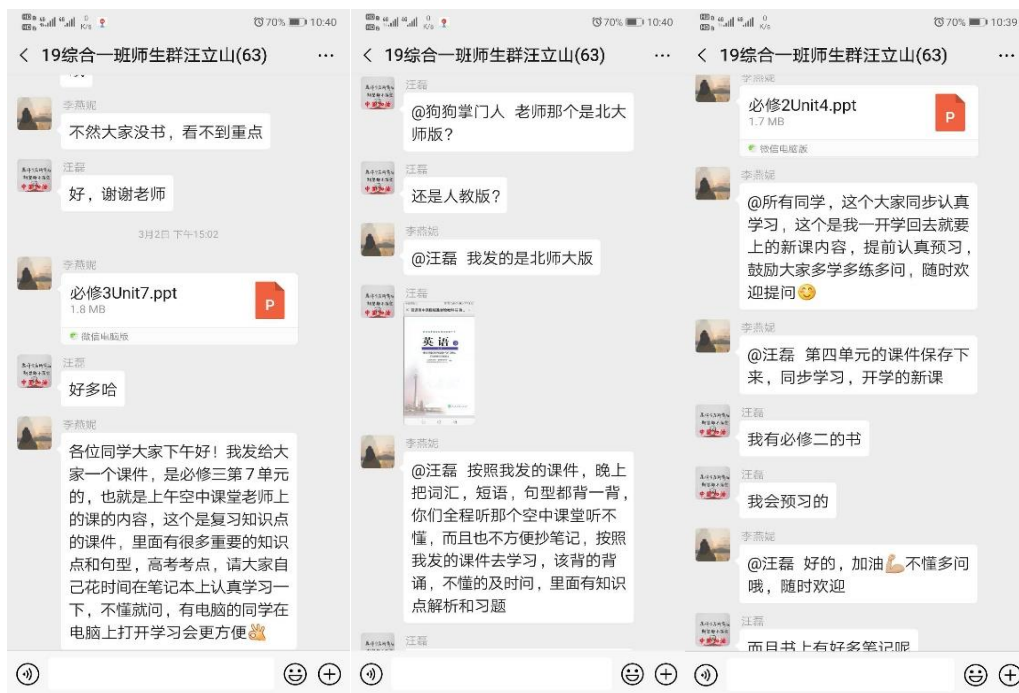 70% 10:40
19综合一班师生群汪立山(63)
李燕妮
不然大家没书，看不到重点
汪磊
好，谢谢老师
3月2日 下午15:02
李燕妮
必修3Unit7.ppt
1.8 MB
P
微信电脑版
汪磊
好多哈
李燕妮
各位同学大家下午好！我发给大
家一个课件，是必修三第7单元
的，也就是上午空中课堂老师上
的课的内容，这个是复习知识点
的课件，里面有很多重要的知识
点和句型，高考考点，请大家自
己花时间在笔记本上认真学习一
下，不懂就问，有电脑的同学在
电脑上打开学习会更方便
70% 10:40
19综合一班师生群汪立山(63)
汪磊
@狗狗掌门人 老师那个是北大
师版？
汪磊
还是人教版？
李燕妮
@汪磊 我发的是北师大版
汪磊
英语
李燕妮
@汪磊 按照我发的课件，晚上
把词汇，短语，句型都背一背，
你们全程听那个空中课堂听不
懂，而且也不方便抄笔记，按照
我发的课件去学习，该背的背
诵，不懂的及时问，里面有知识
点解析和习题
汪磊
70% 10:39
19综合一班师生群汪立山(63)
李燕妮
必修2Unit4.ppt
1.7 MB
P
微信电脑版
李燕妮
@所有同学，这个大家同步认真
学习，这个是我一开学回去就要
上的新课内容，提前认真预习，
鼓励大家多学多练多问，随时欢
迎提问
李燕妮
@汪磊 第四单元的课件保存下
来，同步学习，开学的新课
汪磊
我有必修二的书
汪磊
我会预习的
李燕妮
@汪磊 好的，加油 不懂多问
哦，随时欢迎
汪磊
而且书上有好多笔记呢